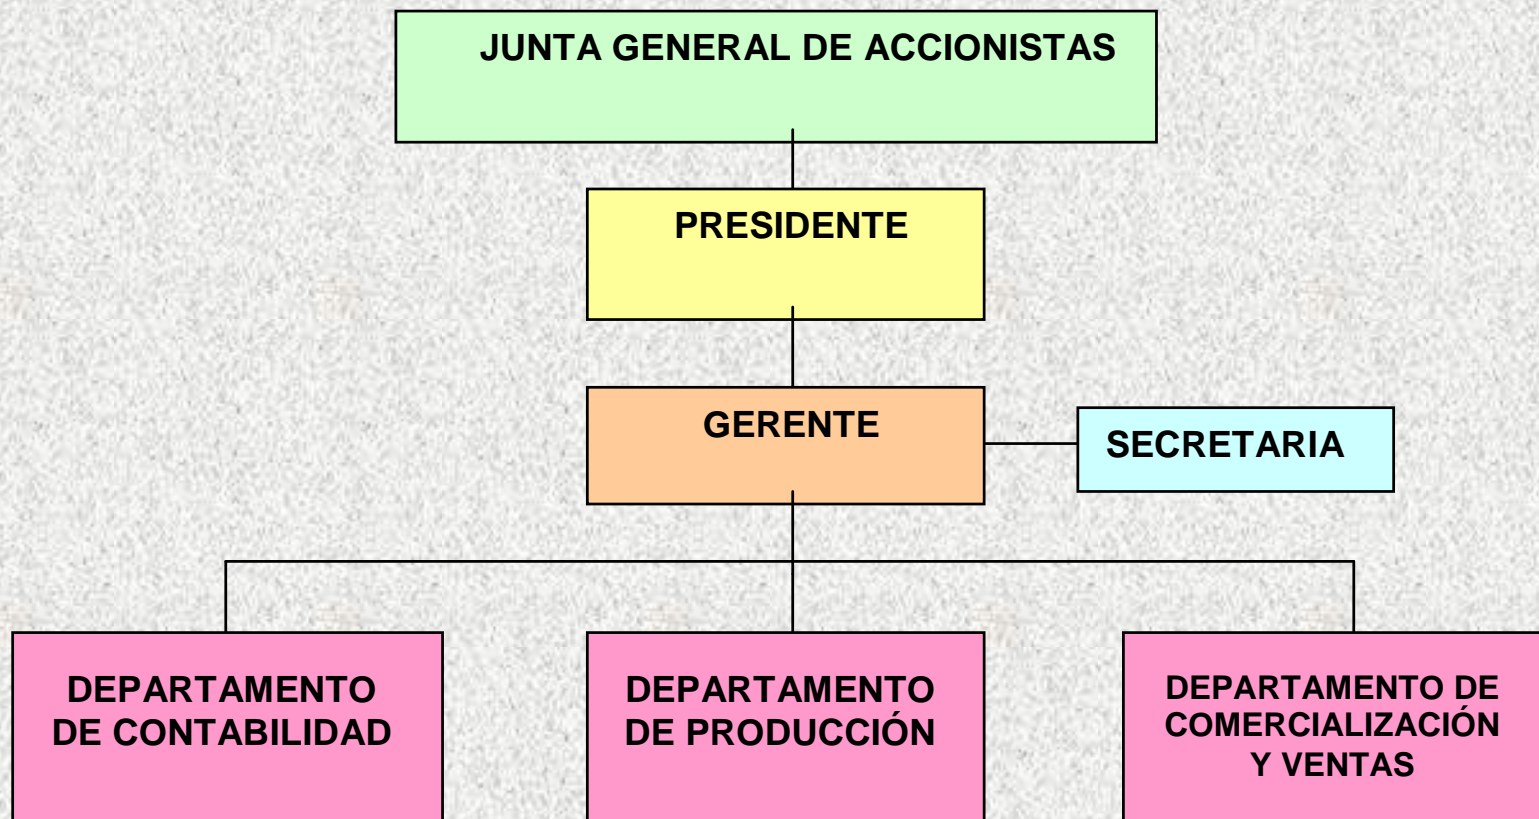 JUNTA GENERAL DE ACCIONISTAS
PRESIDENTE
GERENTE
SECRETARIA
DEPARTAMENTO
DE CONTABILIDAD
DEPARTAMENTO
DE PRODUCCIÓN
DEPARTAMENTO DE
COMERCIALIZACIÓN
Y VENTAS